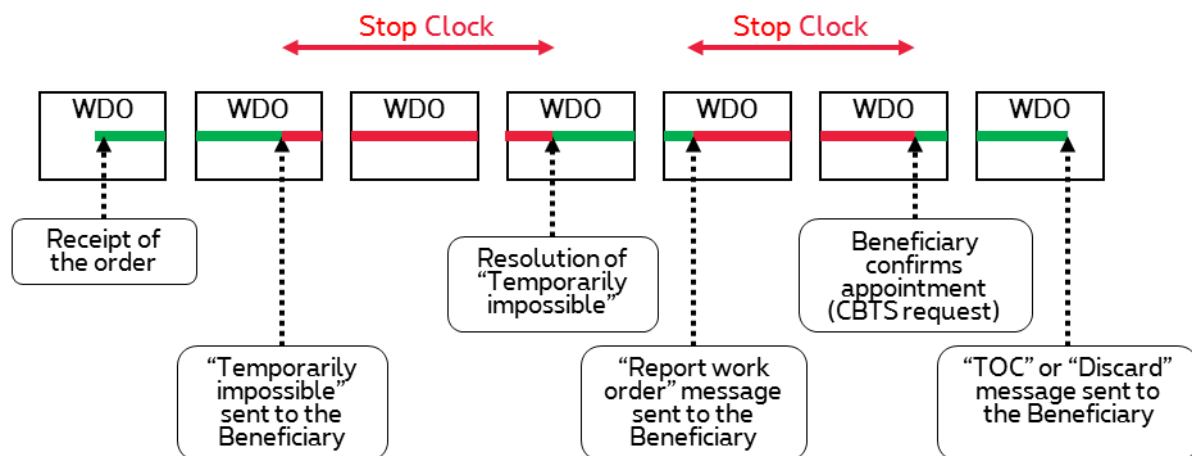 Stop Clock
Stop Clock
WDO
WDO
WDO
WDO
WDO
WDO
WDO
Receipt of
the order
Resolution of
“Temporarily
impossible”
Beneficiary
confirms
appointment
(CBTS request)
“Temporarily
impossible”
sent to the
Beneficiary
“Report work
order” message
sent to the
Beneficiary
“TOC” or “Discard”
message sent to
the Beneficiary